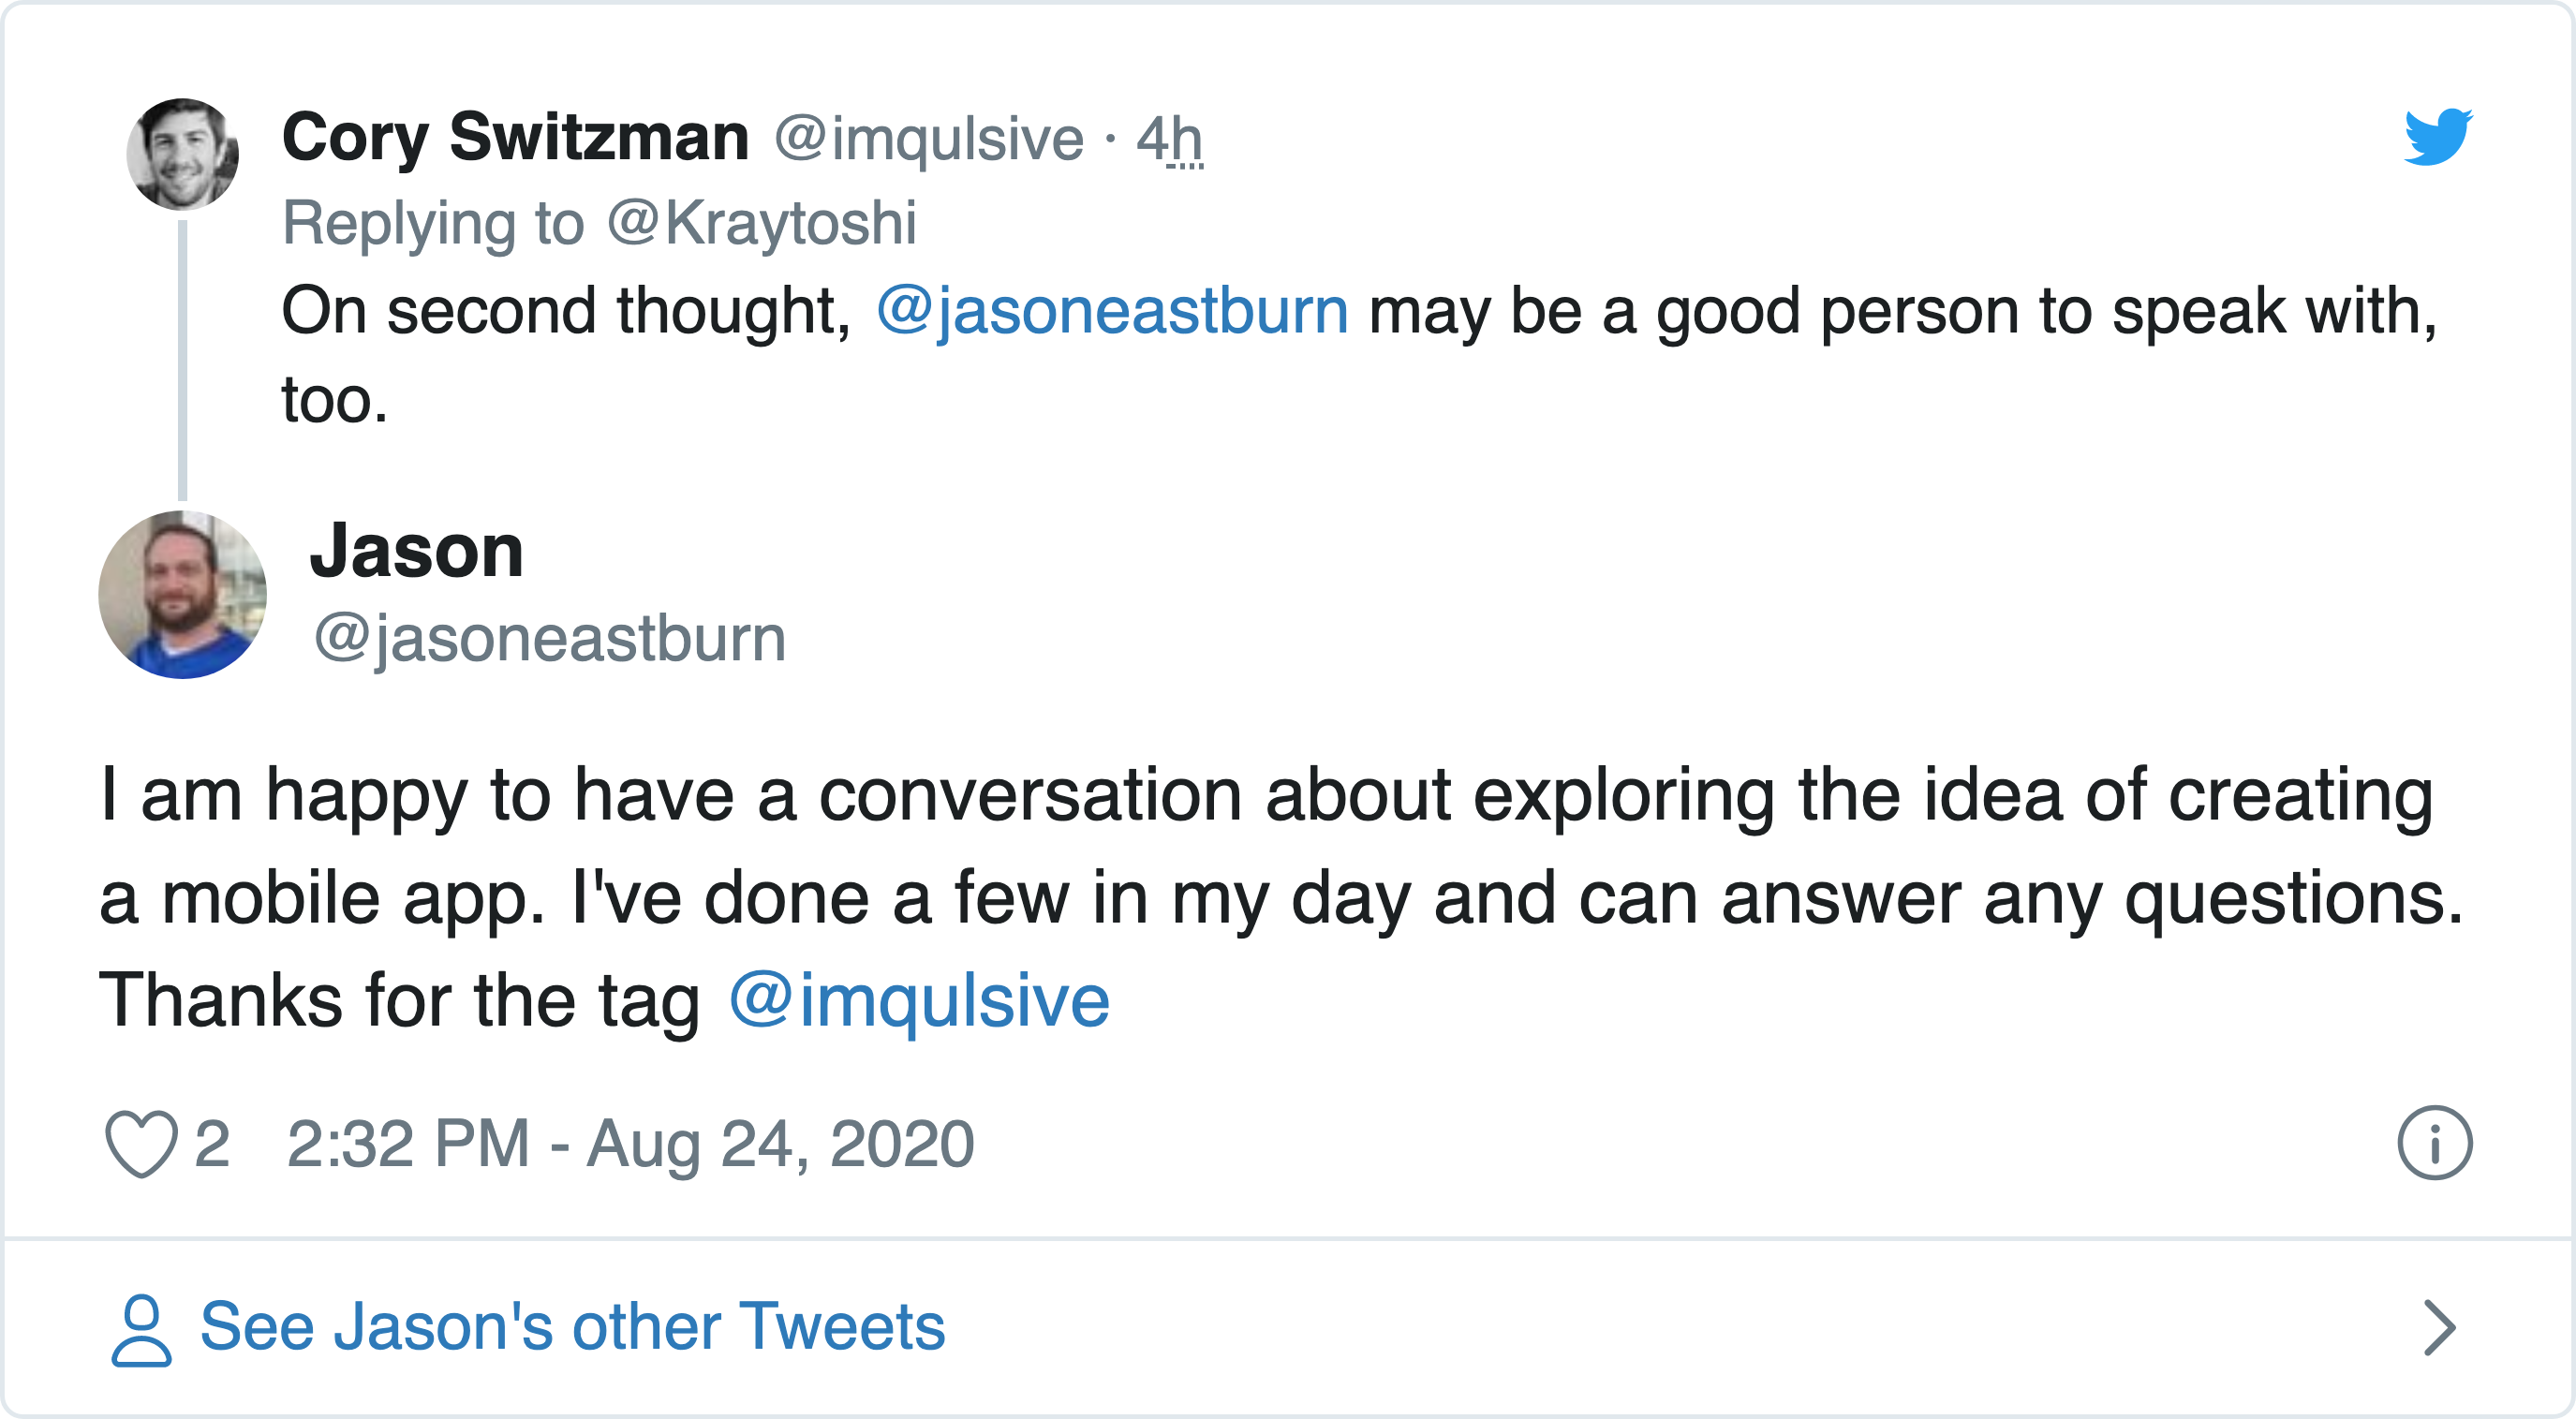 Cory Switzman @imqulsive · 4h
Replying to @Kraytoshi
On second thought, @jasoneastburn may be a good person to speak with,
too.
Jason
@jasoneastburn
I am happy to have a conversation about exploring the idea of creating
a mobile app. I've done a few in my day and can answer any questions.
Thanks for the tag @imqulsive
2 2:32 PM - Aug 24, 2020
See Jason's other Tweets